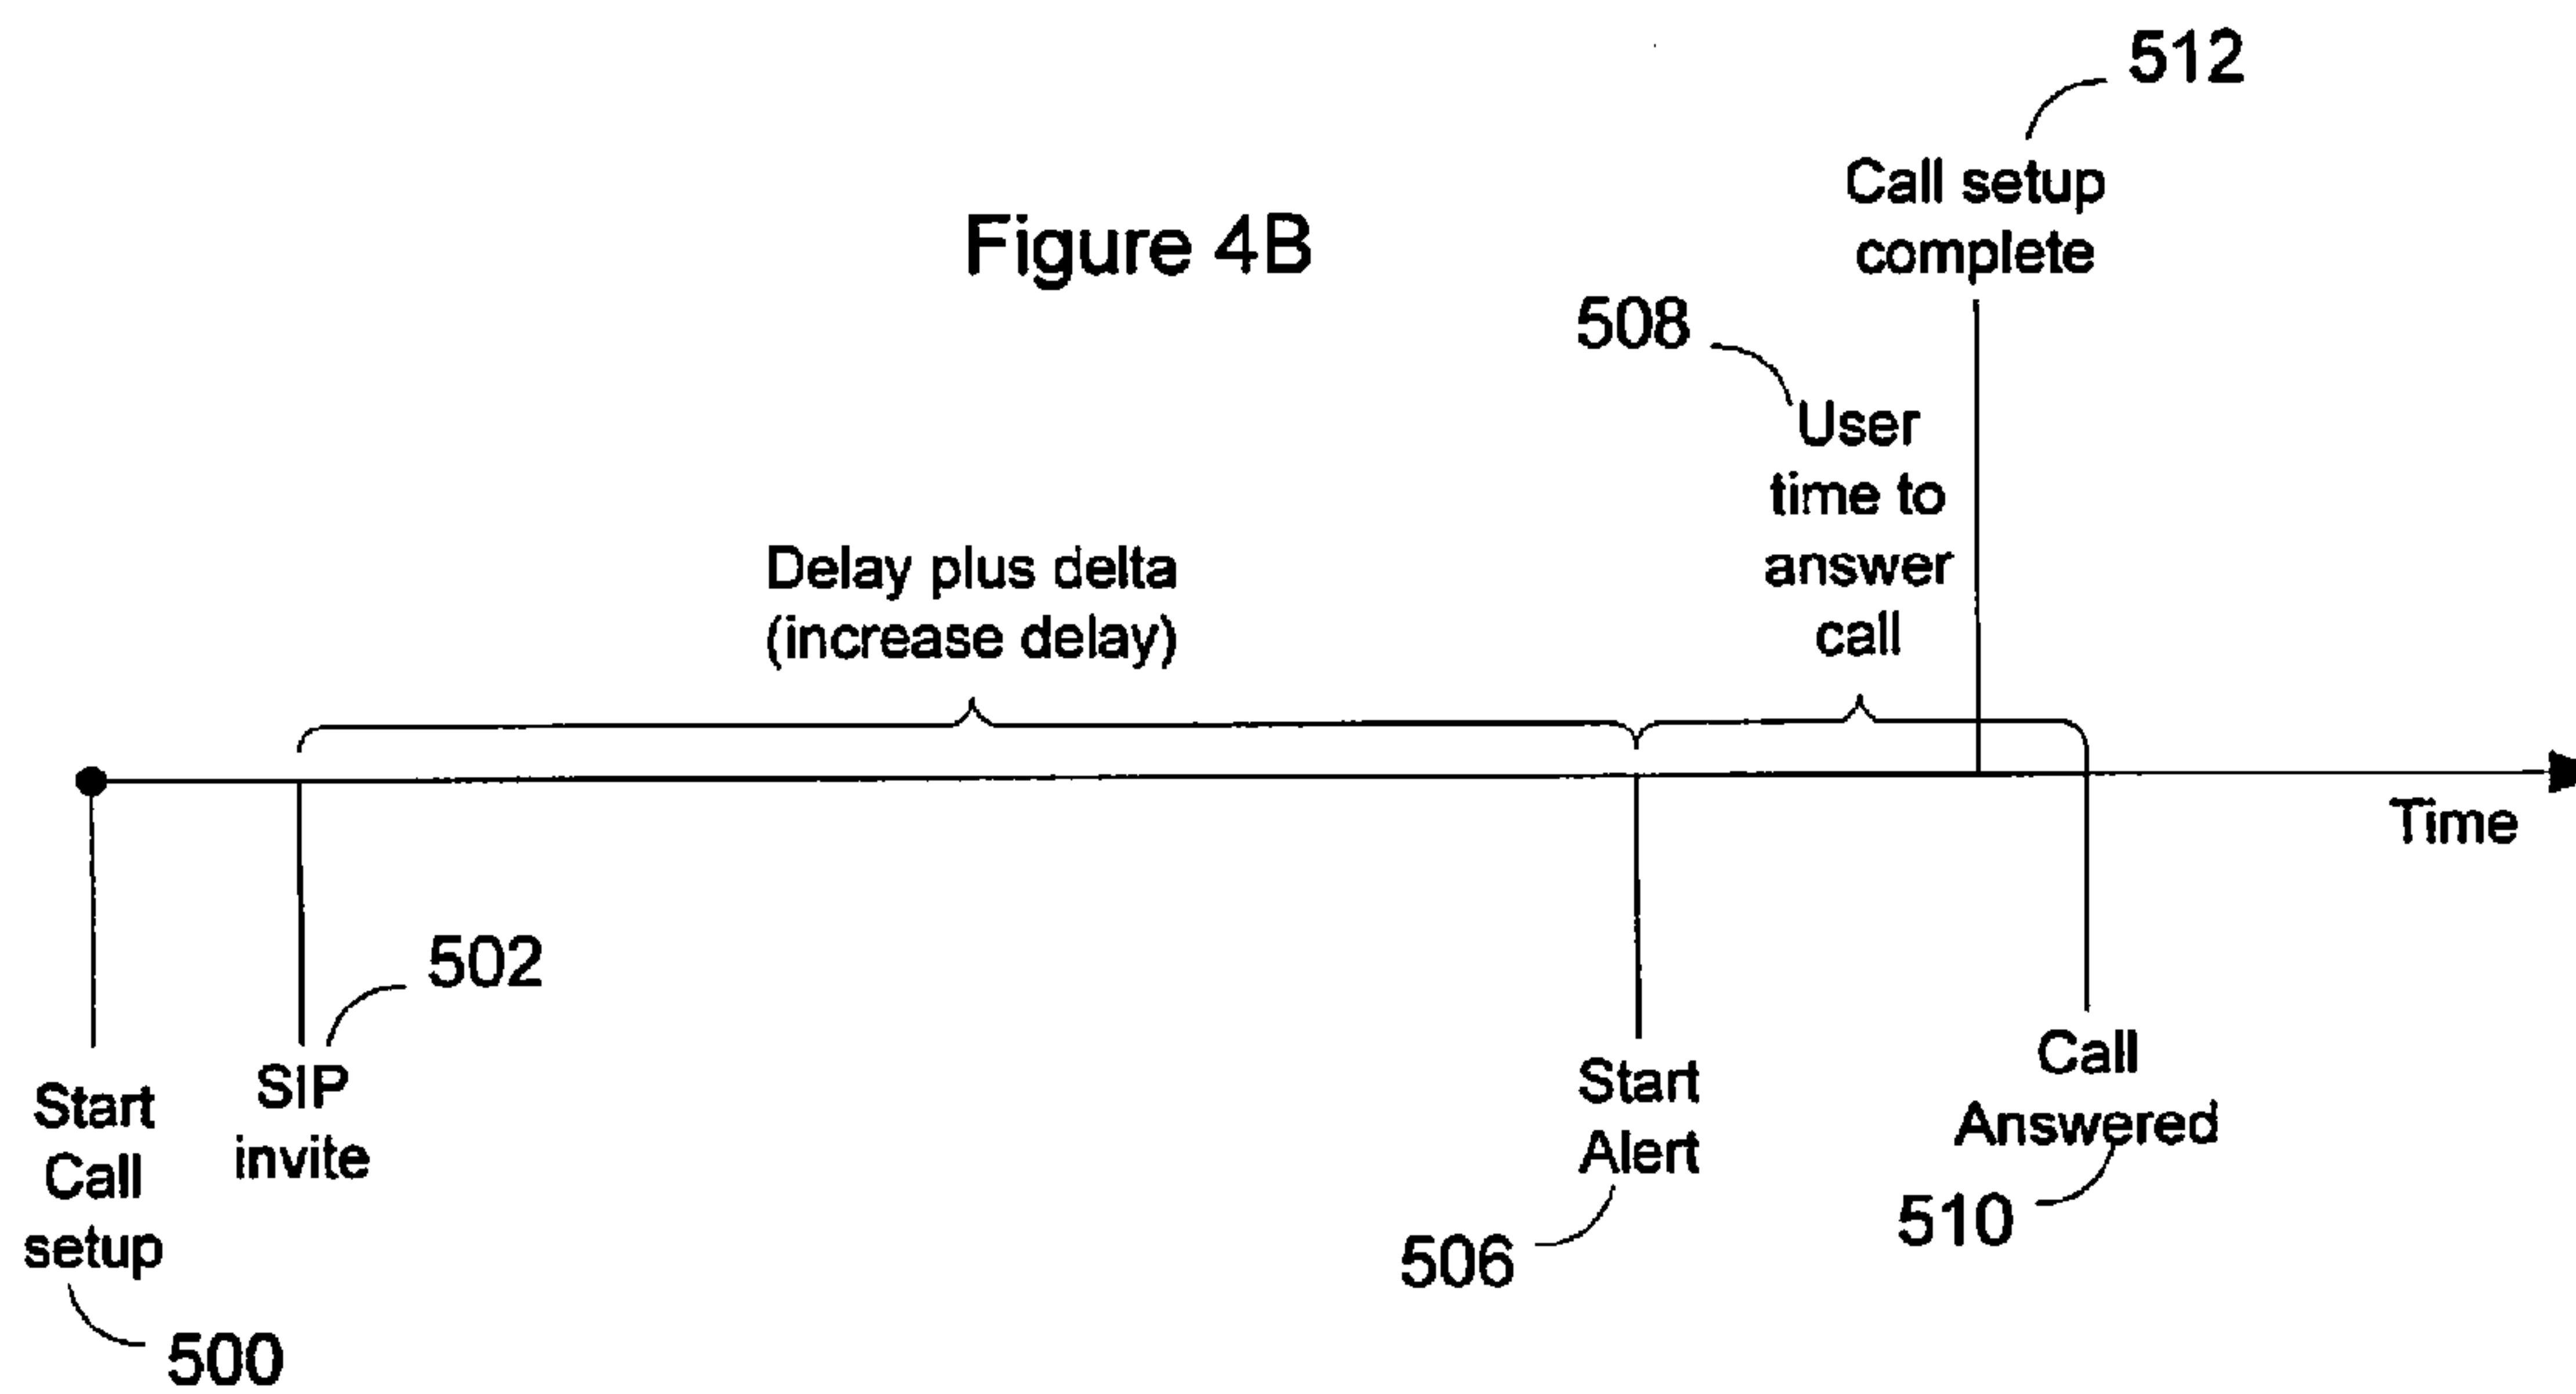 512
Call setup
complete
Figure 4B
508
User
time to
answer
call
Delay plus delta
(increase delay)
Time
502
SIP
invite
Start
Call
setup
500
Start
Alert
506
Call
Answered
510